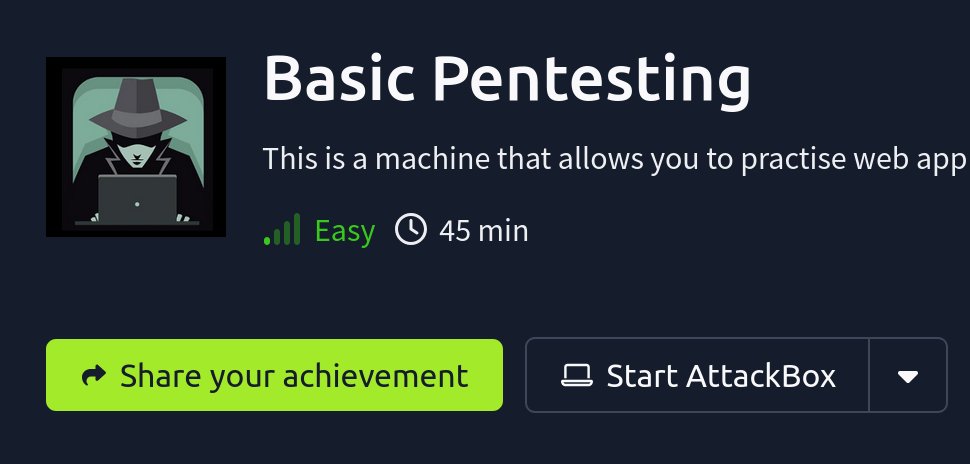 Basic Pentesting
This is a machine that allows you to practise web app
Easy 45 min
Share your achievement Start AttackBox